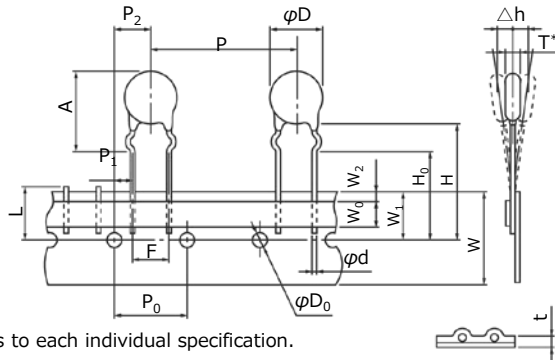 P₂
P
φD
△h
T*
A
P₁
L
W₂
W₀
W₁
H₀
H
W
F
φd
P₀
φD₀
t
s to each individual specification.